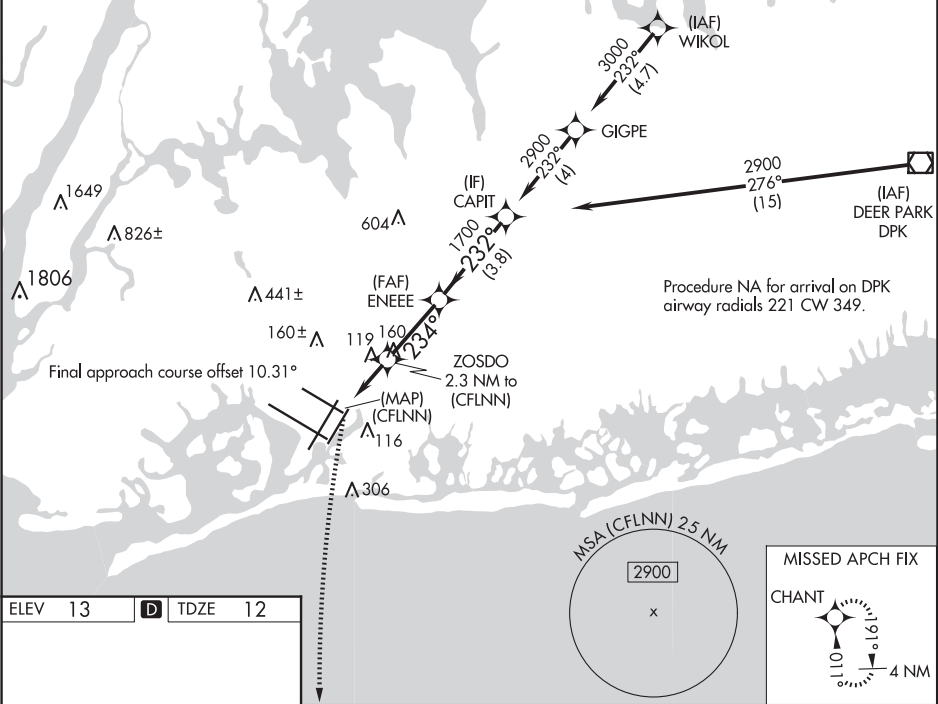 (IAF)
WIKOL
3000
232°
(4.7)
GIGPE
2900
232°
(4)
2900
276°
(15)
(IAF)
DEER PARK
DPK
(IF)
CAPIT
1700
232°
(3.8)
1649
826±
604
1806
(FAF)
ENEEE
441±
Procedure NA for arrival on DPK
airway radials 221 CW 349.
160±
119
160
234°
ZOSDO
2.3 NM to
(CFLNN)
Final approach course offset 10.31°
(MAP)
(CFLNN)
116
306
MSA (CFLNN) 25 NM
2900
x
MISSED APCH FIX
CHANT
191°
011°
4 NM
ELEV 13 D TDZE 12